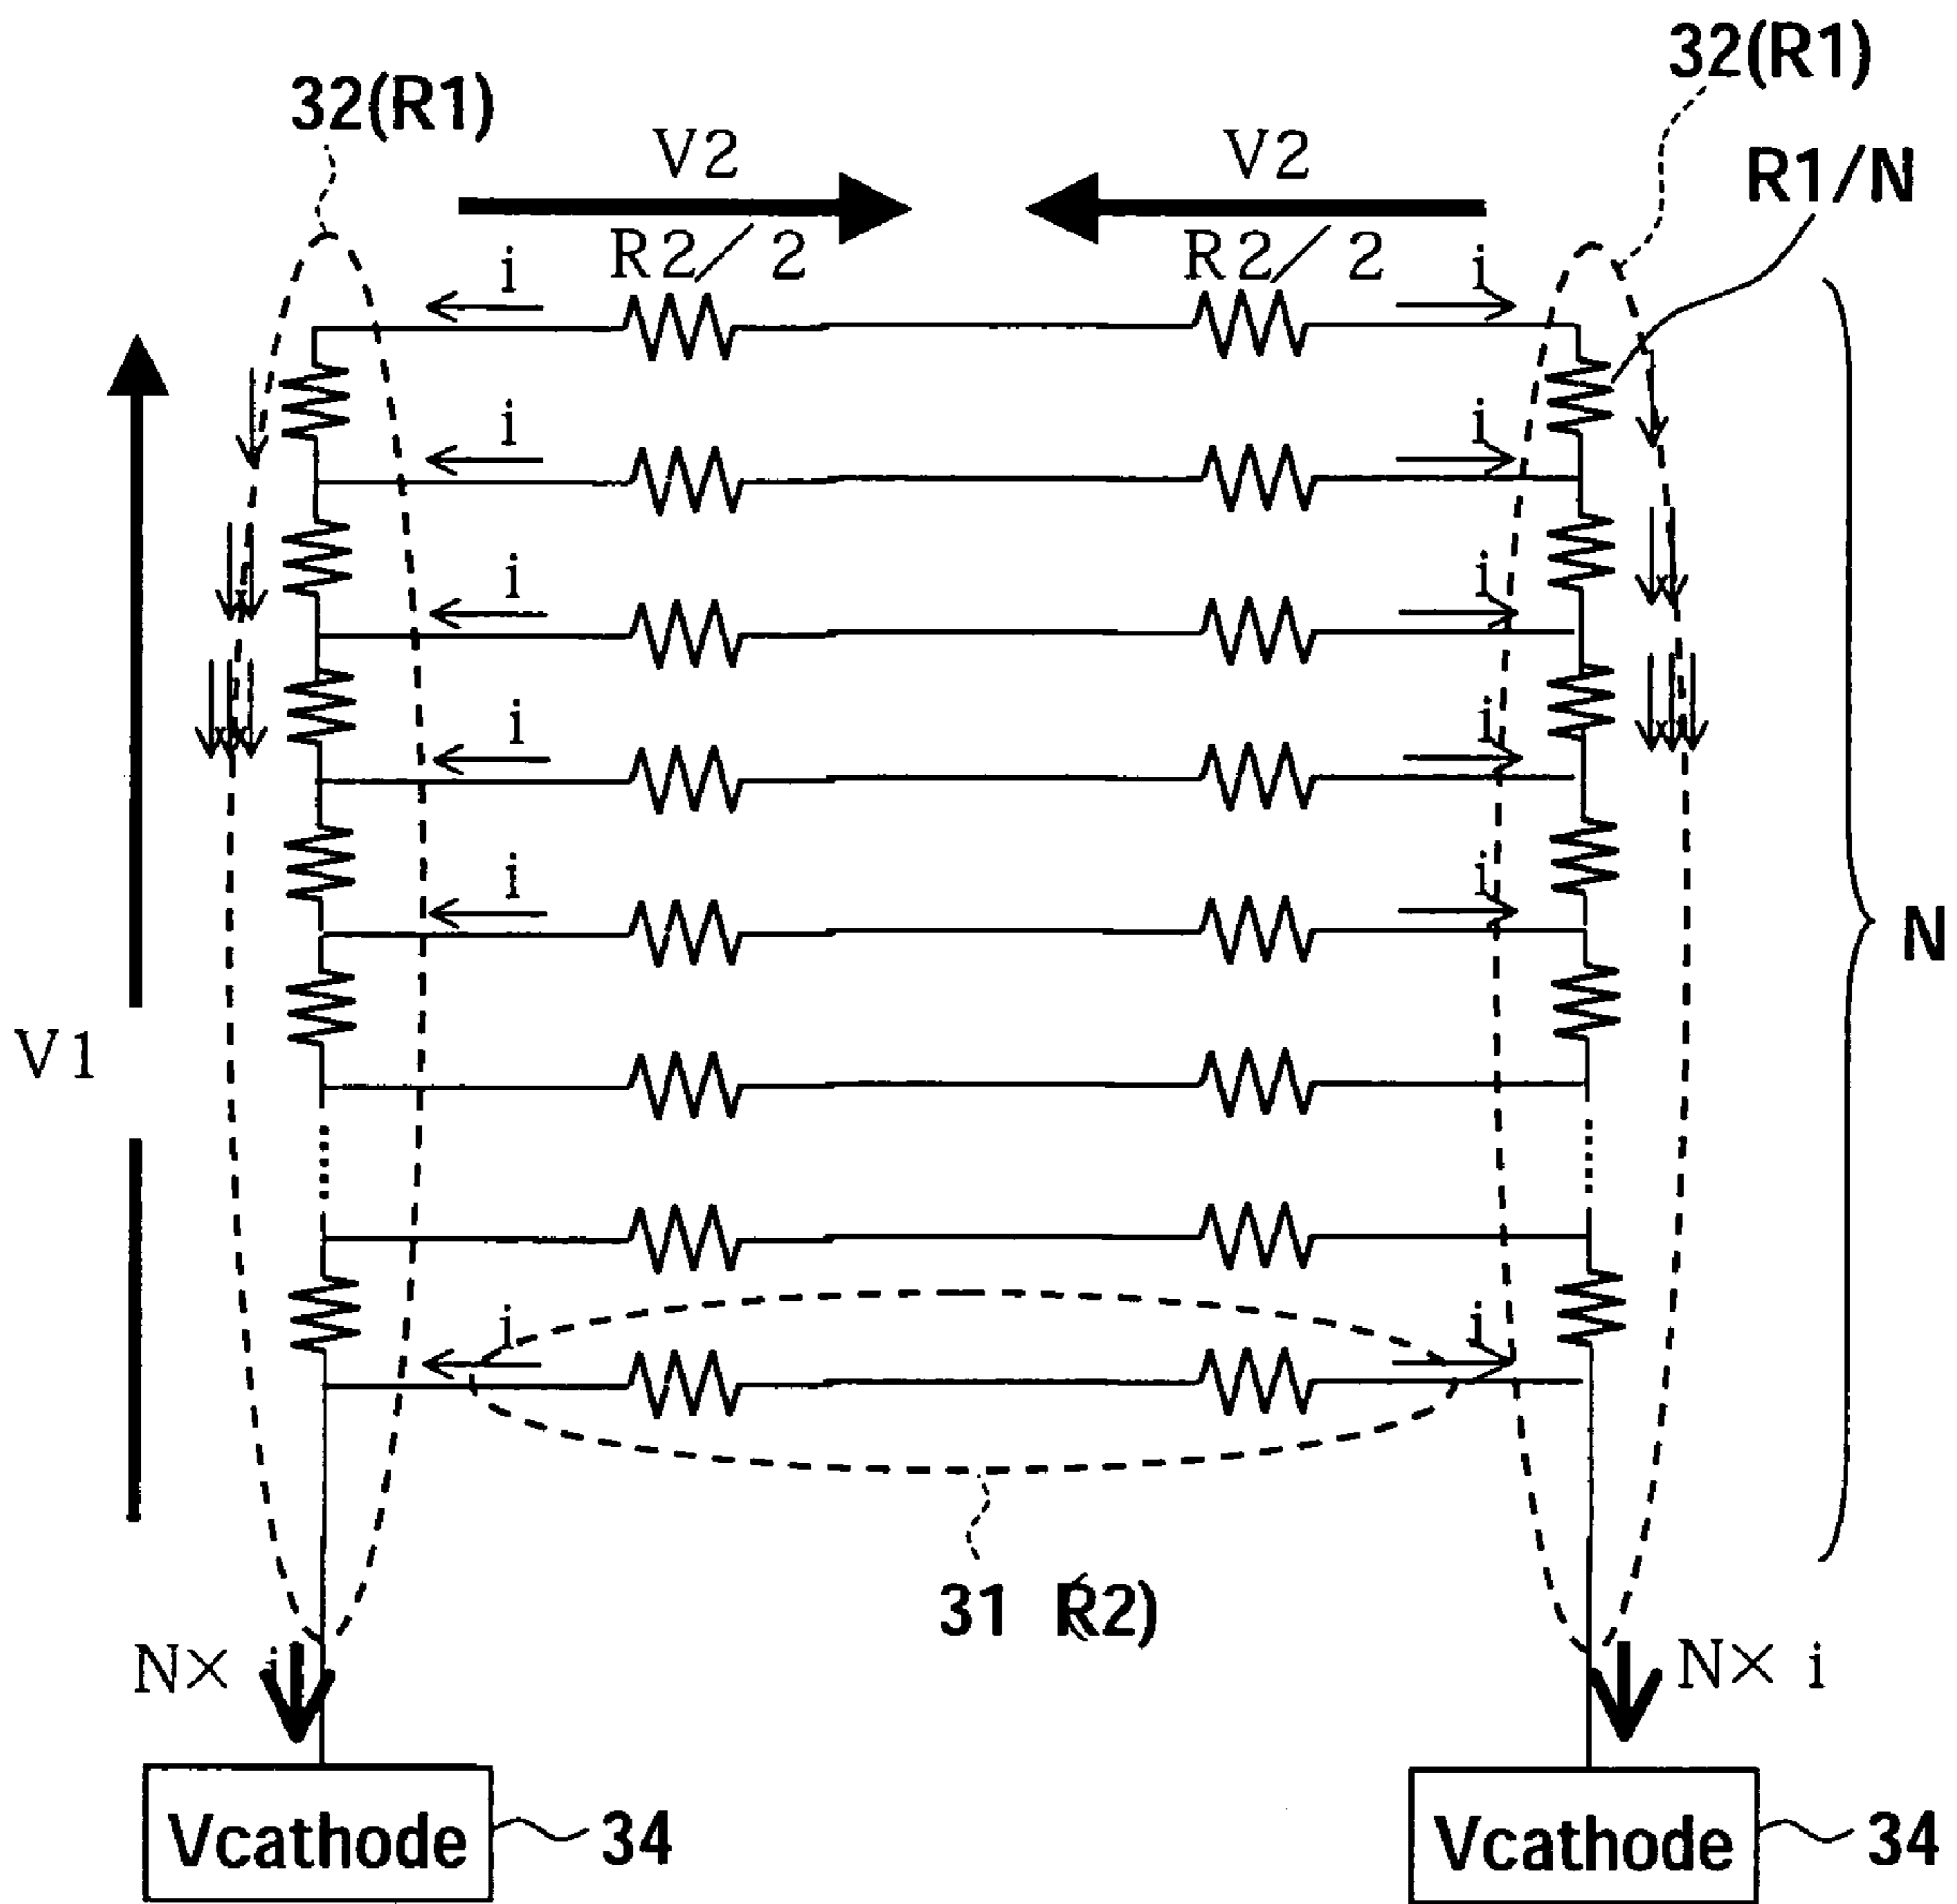 32(R1)
32(R1)
V2
V2
R1/N
R2/2
R2/2
i
i
i
i
i
i
i
i
i
i
N
V1
i
i
31 (R2)
N× i
N× i
Vcathode
34
Vcathode
34